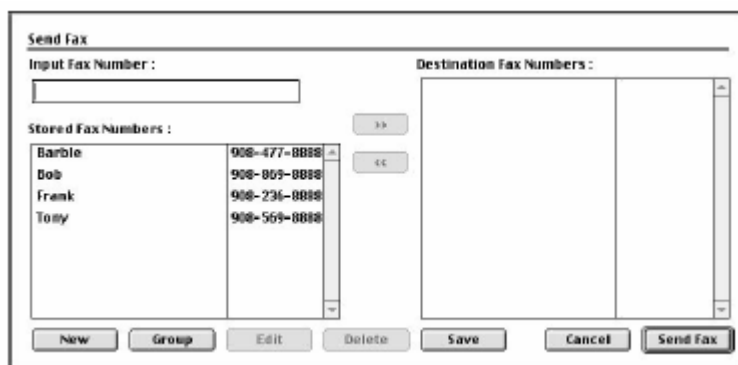 Send Fax
Input Fax Number :
Destination Fax Numbers :
>>
Stored Fax Numbers :
<<
Barbie 908-477-8888
Bob 908-869-8888
Frank 908-236-8888
Tony 908-569-8888
New Group Edit Delete Save Cancel Send Fax